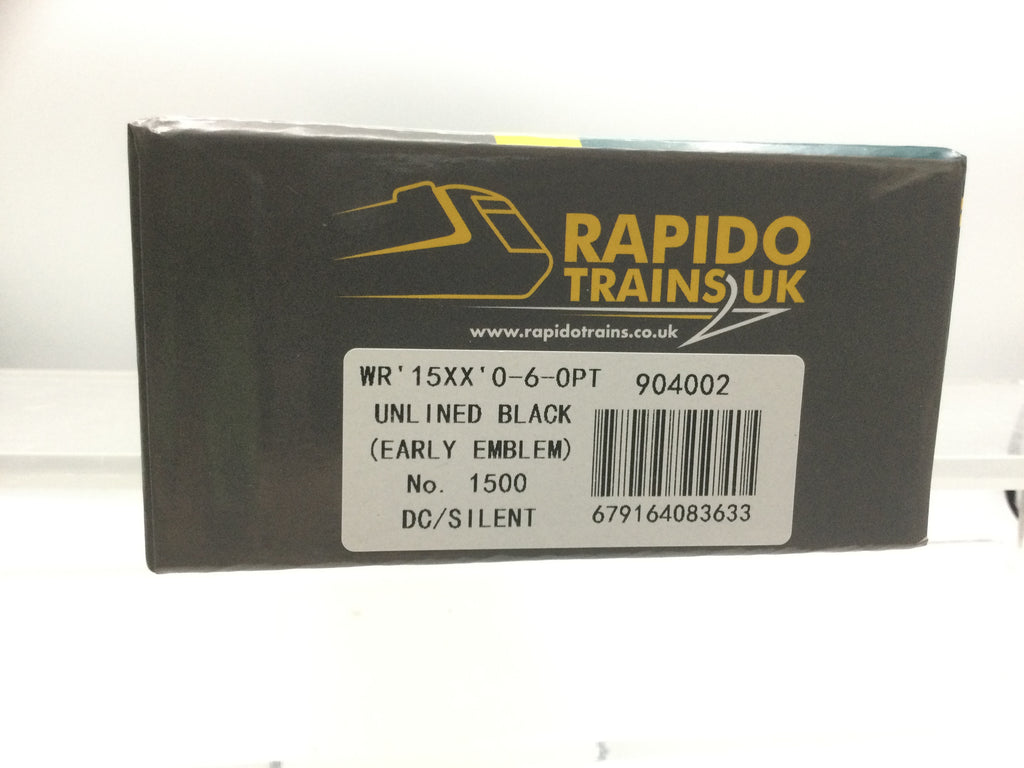 RAPIDO
TRAINS UK
www.rapidotrains.co.uk
WR'15XX'0-6-0PT 904002
UNLINED BLACK
(EARLY EMBLEM)
No. 1500
DC/SILENT 679164083633